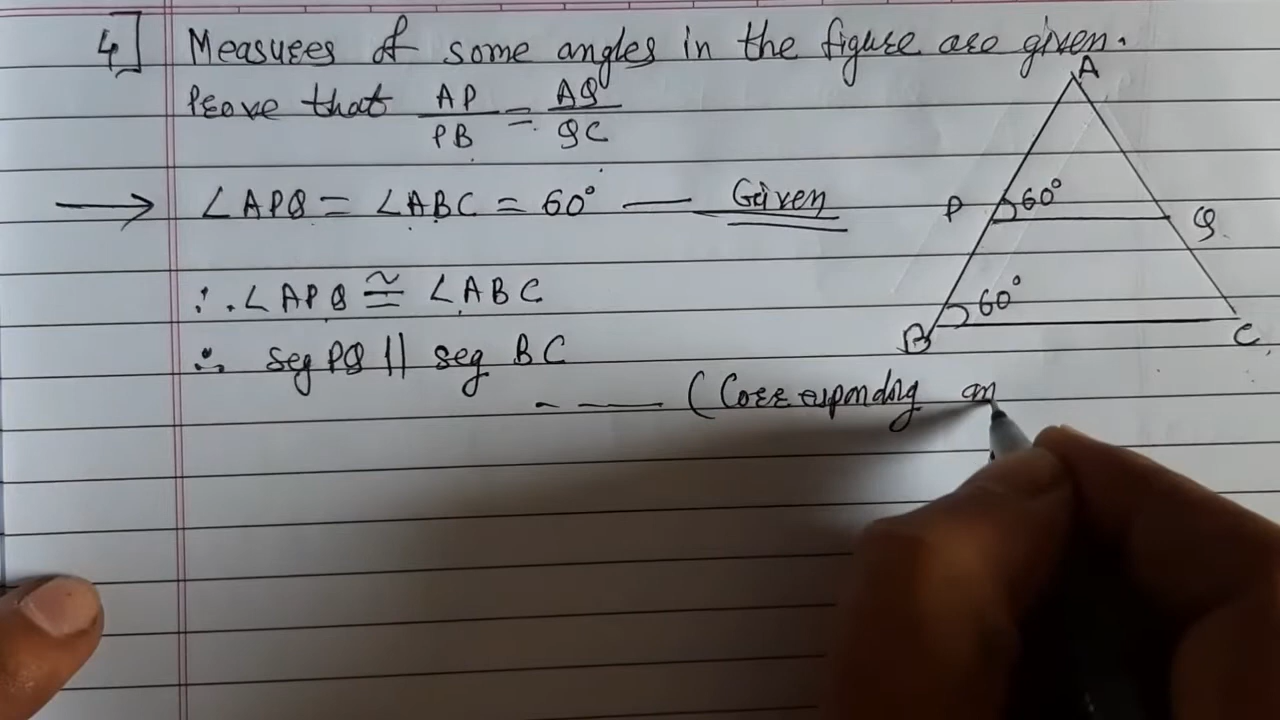 4] Measures of some angles in the figure are given.
Prove that AP/PB = AQ/QC
→ ∠APQ = ∠ABC = 60° — Given
∴ ∠APQ ≅ ∠ABC
∴ seg PQ || seg BC
- — (Corresponding an
A
P 60° Q
60°
B C